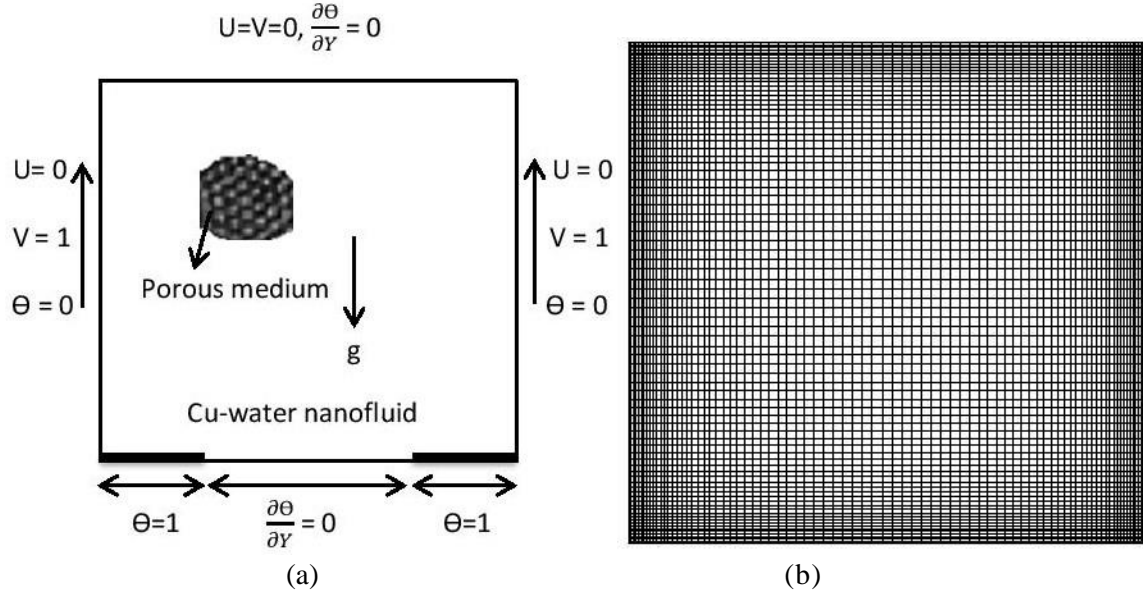 U=V=0, ∂Θ/∂Y = 0
U= 0
V = 1
Θ = 0
U = 0
V = 1
Θ = 0
Porous medium
g
Cu-water nanofluid
Θ=1
∂Θ/∂Y = 0
Θ=1
(a)
(b)